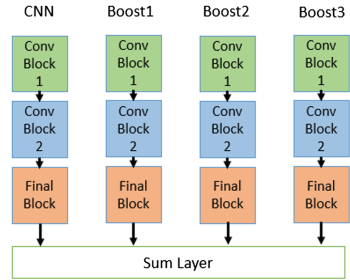 CNN Boost1 Boost2 Boost3
Conv Conv Conv Conv
Block Block Block Block
1 1 1 1
Conv Conv Conv Conv
Block Block Block Block
2 2 2 2
Final Final Final Final
Block Block Block Block
Sum Layer